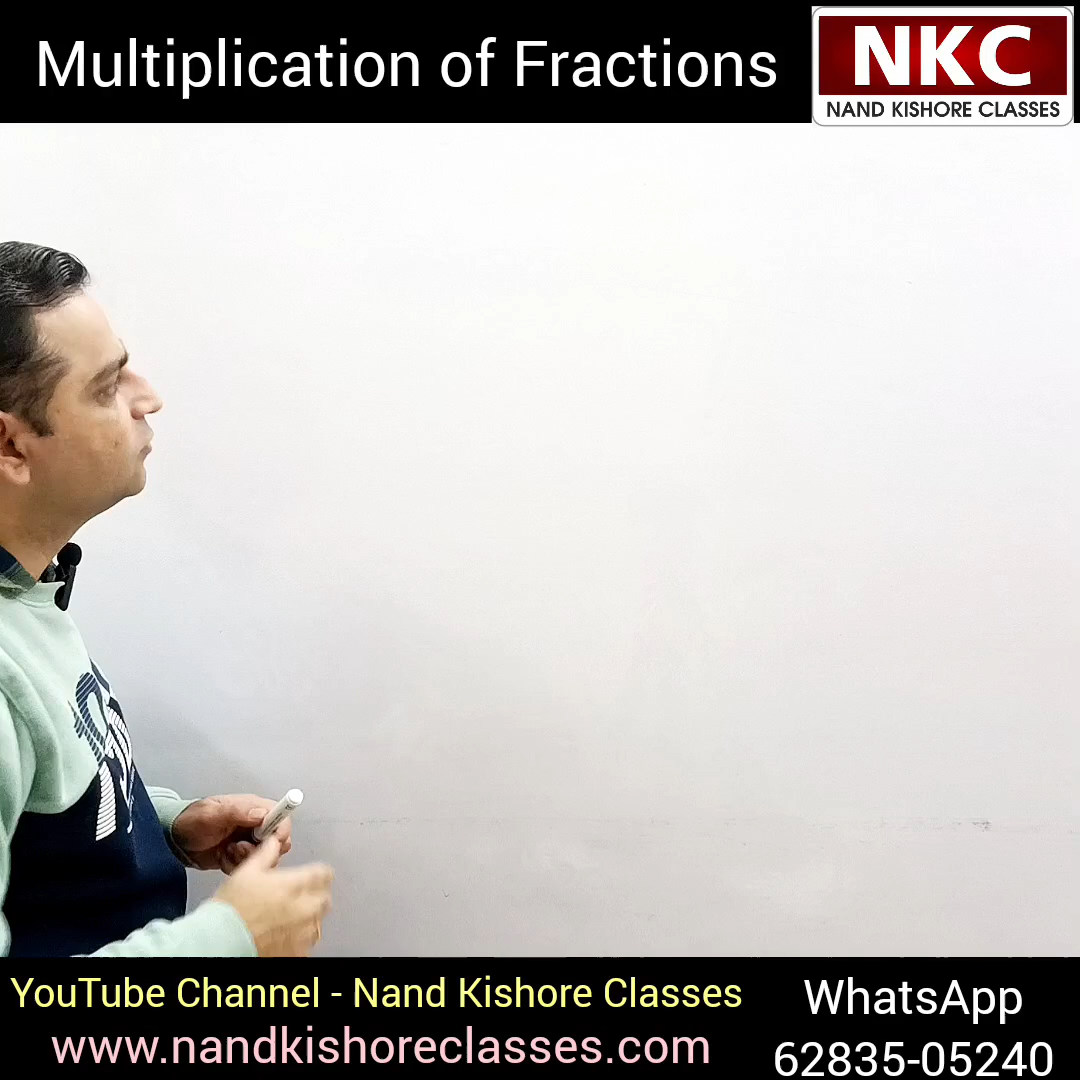 Multiplication of Fractions
NKC
NAND KISHORE CLASSES
YouTube Channel - Nand Kishore Classes
www.nandkishoreclasses.com
WhatsApp
62835-05240